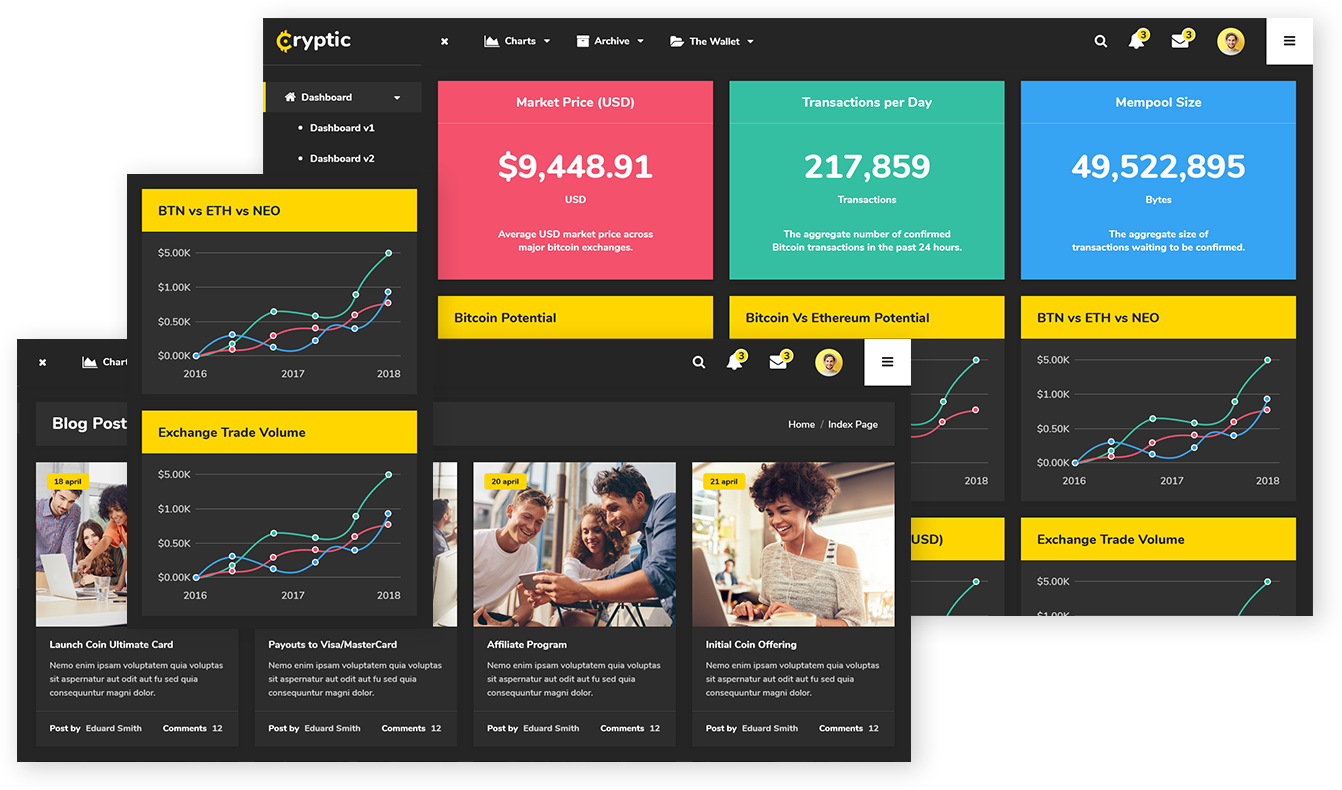 Cryptic
Charts
Archive
The Wallet
3
3
Dashboard
Dashboard v1
Dashboard v2
Market Price (USD)
$9,448.91
USD
Average USD market price across
major bitcoin exchanges.
Transactions per Day
217,859
Transactions
The aggregate number of confirmed
Bitcoin transactions in the past 24 hours.
Mempool Size
49,522,895
Bytes
The aggregate size of
transactions waiting to be confirmed.
Bitcoin Potential
Bitcoin Vs Ethereum Potential
2018
BTN vs ETH vs NEO
$5.00K
$1.00K
$0.50K
$0.00K
2016 2017 2018
USD)
Exchange Trade Volume
$5.00K
$1.00K
BTN vs ETH vs NEO
$5.00K
$1.00K
$0.50K
$0.00K
2016 2017 2018
Exchange Trade Volume
$5.00K
$1.00K
$0.50K
$0.00K
2016 2017 2018
Chart
3
3
Blog Post
Home / Index Page
18 april
Launch Coin Ultimate Card
Nemo enim ipsam voluptatem quia voluptas
sit aspernatur aut odit aut fu sed quia
consequuntur magni dolor.
Post by Eduard Smith Comments 12
Payouts to Visa/MasterCard
Nemo enim ipsam voluptatem quia voluptas
sit aspernatur aut odit aut fu sed quia
consequuntur magni dolor.
Post by Eduard Smith Comments 12
20 april
Affiliate Program
Nemo enim ipsam voluptatem quia voluptas
sit aspernatur aut odit aut fu sed quia
consequuntur magni dolor.
Post by Eduard Smith Comments 12
21 april
Initial Coin Offering
Nemo enim ipsam voluptatem quia voluptas
sit aspernatur aut odit aut fu sed quia
consequuntur magni dolor.
Post by Eduard Smith Comments 12